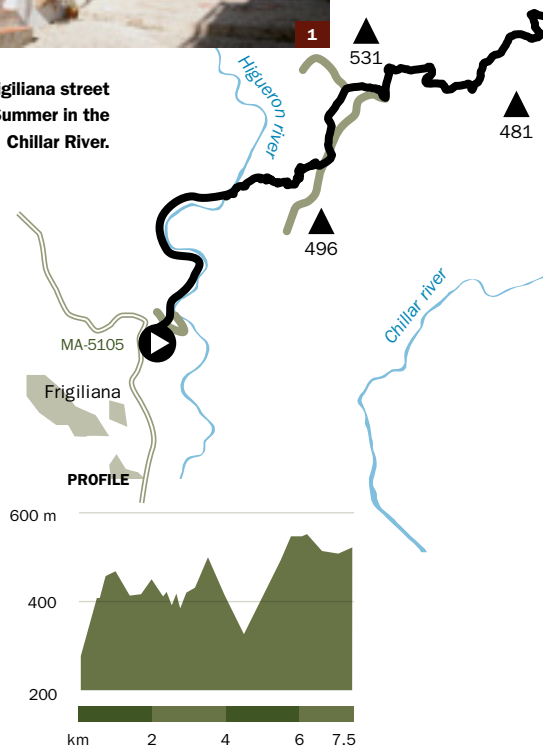 1
igiliana street
Summer in the
Chillar River.
Higueron river
531
481
496
Chillar river
MA-5105
Frigiliana
PROFILE
600 m
400
200
km 2 4 6 7.5